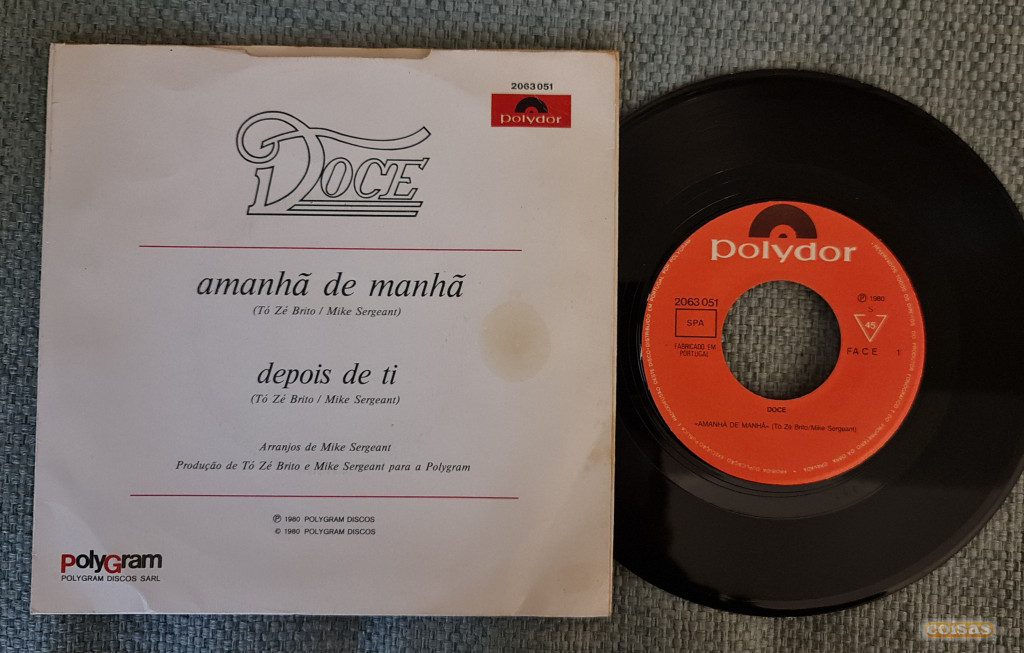 2063 051
polydor
DOCE
amanhã de manhã
(Tó Zé Brito / Mike Sergeant)
depois de ti
(Tó Zé Brito / Mike Sergeant)
Arranjos de Mike Sergeant
Produção de Tó Zé Brito e Mike Sergeant para a Polygram
℗ 1980 POLYGRAM DISCOS
© 1980 POLYGRAM DISCOS
PolyGram
POLYGRAM DISCOS SARL
polydor
2063 051
℗ 1980
SPA
45
FABRICADO EM
PORTUGAL
FACE 1
DOCE
«AMANHÃ DE MANHû (Tó Zé Brito/Mike Sergeant)
coisas